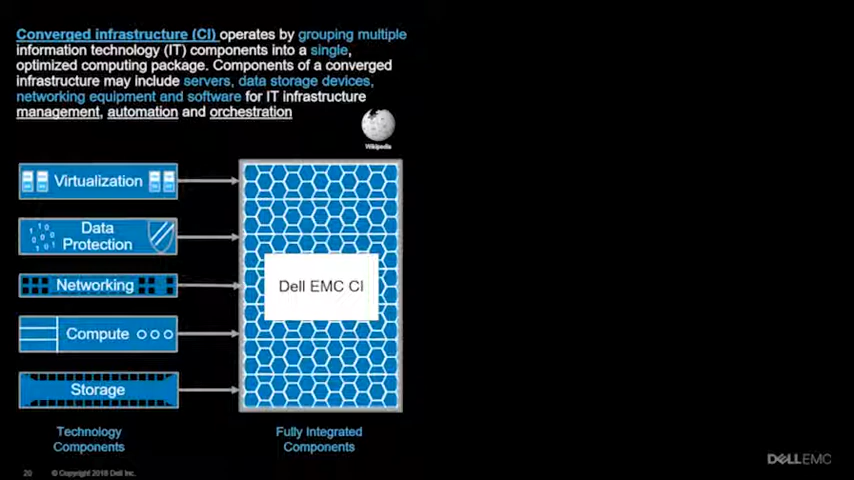 Converged infrastructure (CI) operates by grouping multiple
information technology (IT) components into a single,
optimized computing package. Components of a converged
infrastructure may include servers, data storage devices,
networking equipment and software for IT infrastructure
management, automation and orchestration
Wikipedia
Virtualization
Data
Protection
Networking
Compute
Storage
Dell EMC CI
Technology
Components
Fully Integrated
Components
20 © Copyright 2018 Dell Inc.
DELL EMC